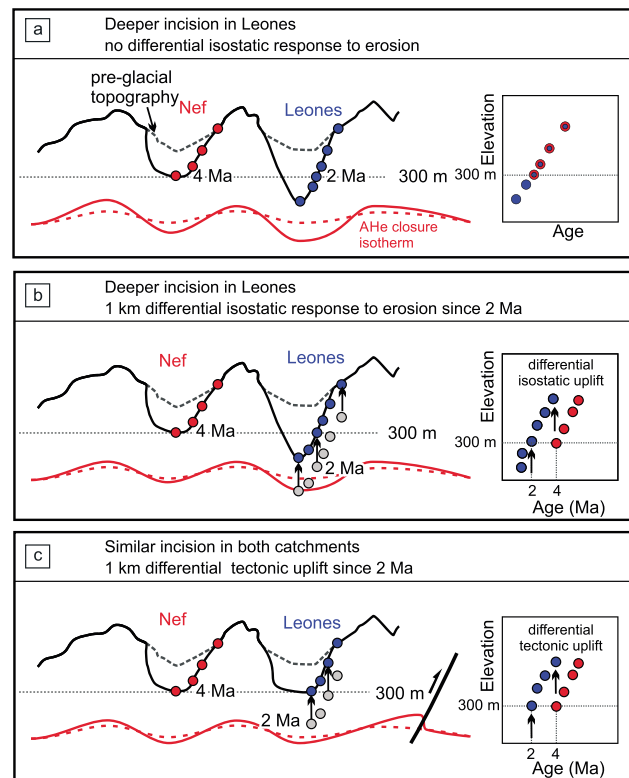 a
Deeper incision in Leones
no differential isostatic response to erosion
pre-glacial
topography
Nef
Leones
4 Ma
2 Ma
300 m
AHe closure
isotherm
Elevation
300 m
Age
b
Deeper incision in Leones
1 km differential isostatic response to erosion since 2 Ma
Nef
Leones
4 Ma
300 m
2 Ma
Elevation
differential
isostatic uplift
300 m
2 4
Age (Ma)
c
Similar incision in both catchments
1 km differential tectonic uplift since 2 Ma
Nef
Leones
4 Ma
300 m
2 Ma
Elevation
differential
tectonic uplift
300 m
2 4
Age (Ma)